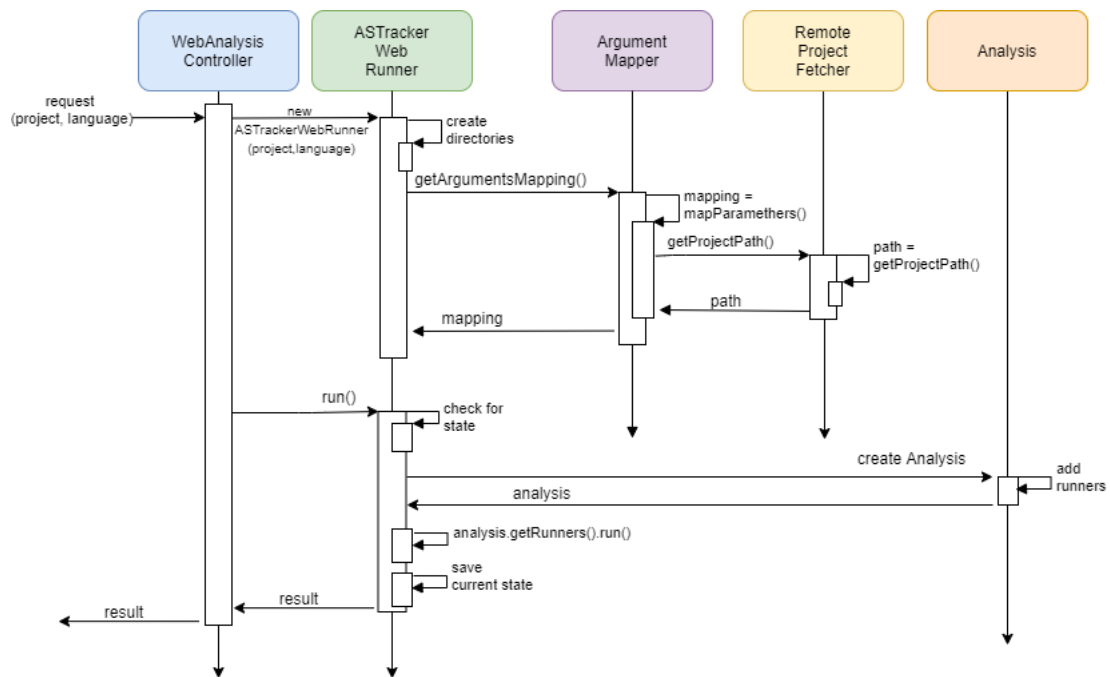 WebAnalysis
Controller
ASTracker
Web
Runner
Argument
Mapper
Remote
Project
Fetcher
Analysis
request
(project, language)
new
ASTrackerWebRunner
(project,language)
create
directories
getArgumentsMapping()
mapping =
mapParamethers()
getProjectPath()
path =
getProjectPath()
path
mapping
run()
check for
state
create Analysis
add
runners
analysis
analysis.getRunners().run()
save
current state
result
result